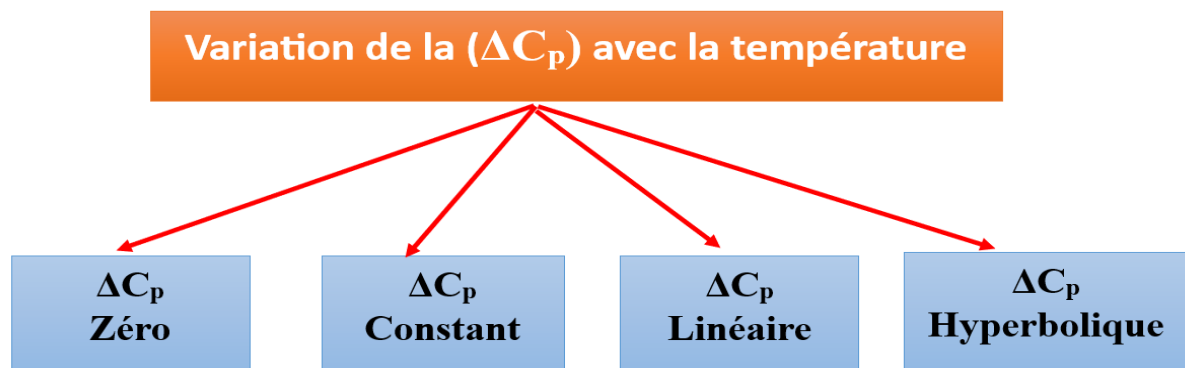 Variation de la (ΔCₚ) avec la température
ΔCₚ
Zéro
ΔCₚ
Constant
ΔCₚ
Linéaire
ΔCₚ
Hyperbolique